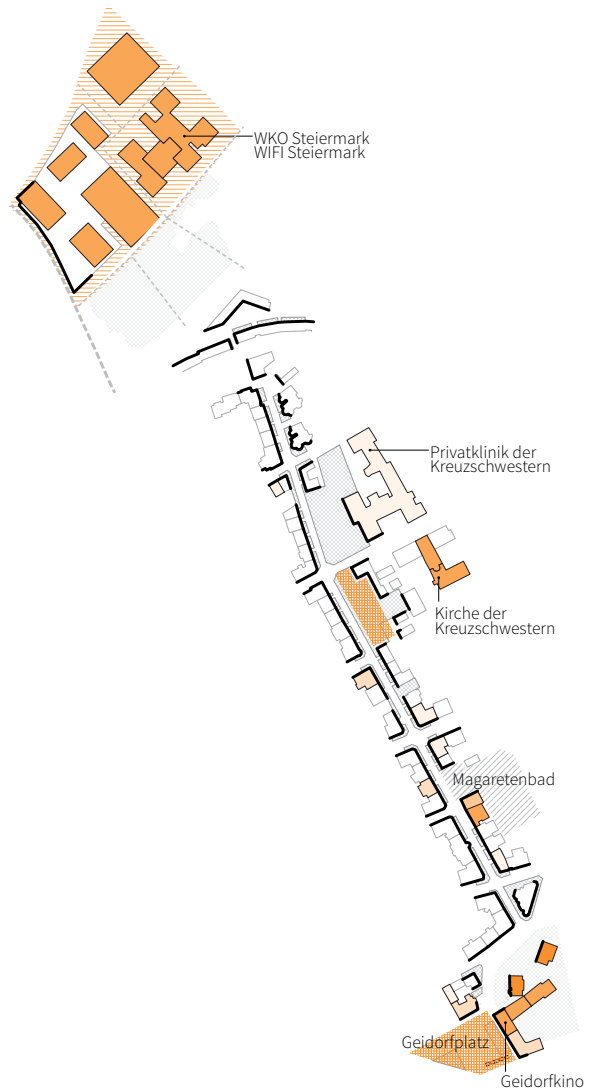 WKO Steiermark
WIFI Steiermark
Privatklinik der
Kreuzschwestern
Kirche der
Kreuzschwestern
Magaretenbad
Geidorfplatz
Geidorfkino